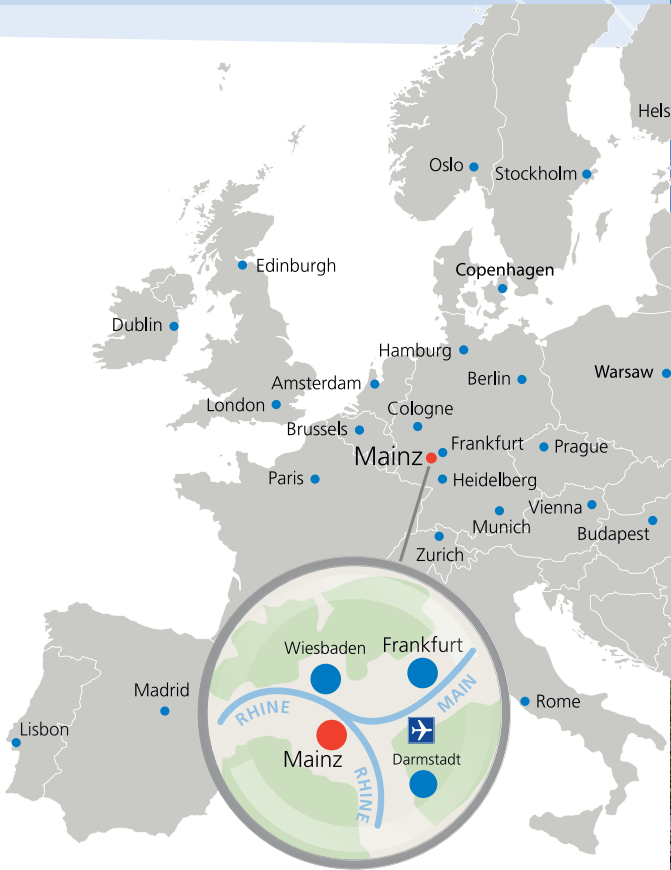 Hels
Oslo
Stockholm
Edinburgh
Copenhagen
Dublin
Hamburg
Warsaw
Berlin
Amsterdam
London
Cologne
Brussels
Frankfurt
Prague
Mainz
Paris
Heidelberg
Vienna
Munich
Budapest
Zurich
Wiesbaden
Frankfurt
Madrid
MAIN
RHINE
Rome
Lisbon
Mainz
Darmstadt
RHINE